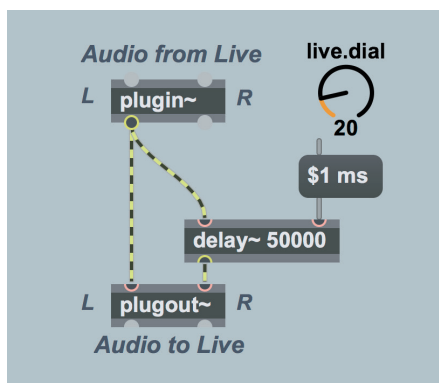 Audio from Live
live.dial
L
plugin~
R
20
$1 ms
delay~ 50000
L
plugout~
R
Audio to Live